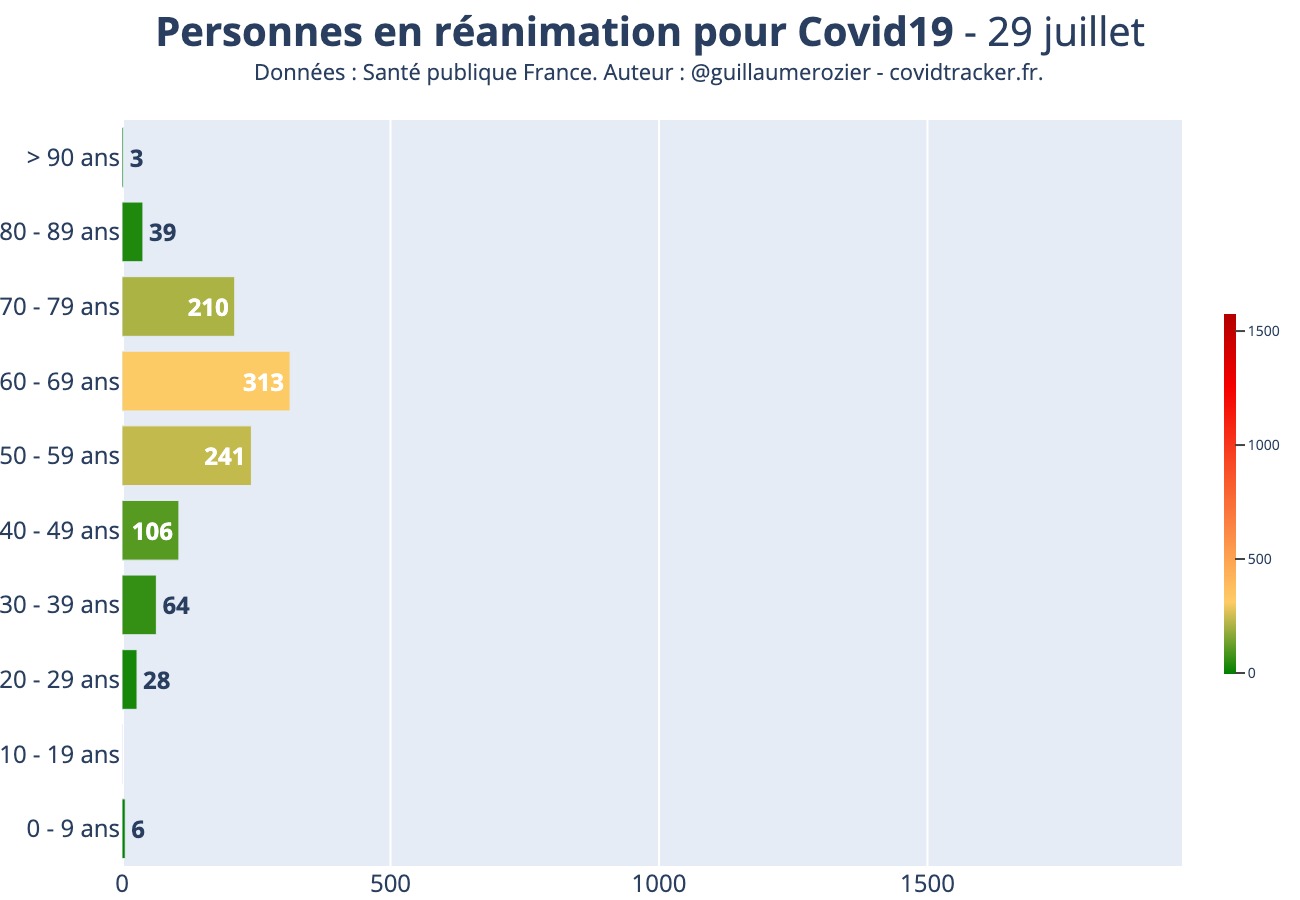 Personnes en réanimation pour Covid19 - 29 juillet
Données : Santé publique France. Auteur : @guillaumerozier - covidtracker.fr.
> 90 ans 3
80 - 89 ans 39
70 - 79 ans 210
60 - 69 ans 313
50 - 59 ans 241
40 - 49 ans 106
30 - 39 ans 64
20 - 29 ans 28
10 - 19 ans
0 - 9 ans 6
0 500 1000 1500
1500
1000
500
0